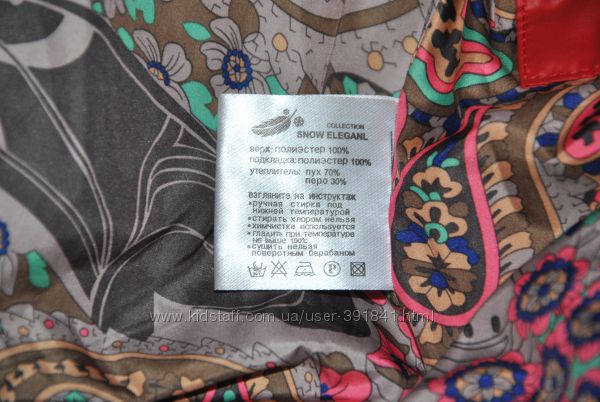 COLLECTION
SNOW ELEGANL
верх: полиэстер 100%
подкладка: полиэстер 100%
утеплитель: пух 70%
перо 30%
взгляните на инструктаж
• ручная стирка под
нижней температурой
• стирать клором нельзя
• химчистка используется
• гладить при температуре
не выше 100°C
• сушить нельзя
поворотным барабаном
P
www.kidstaff.com.ua/user-391841.html